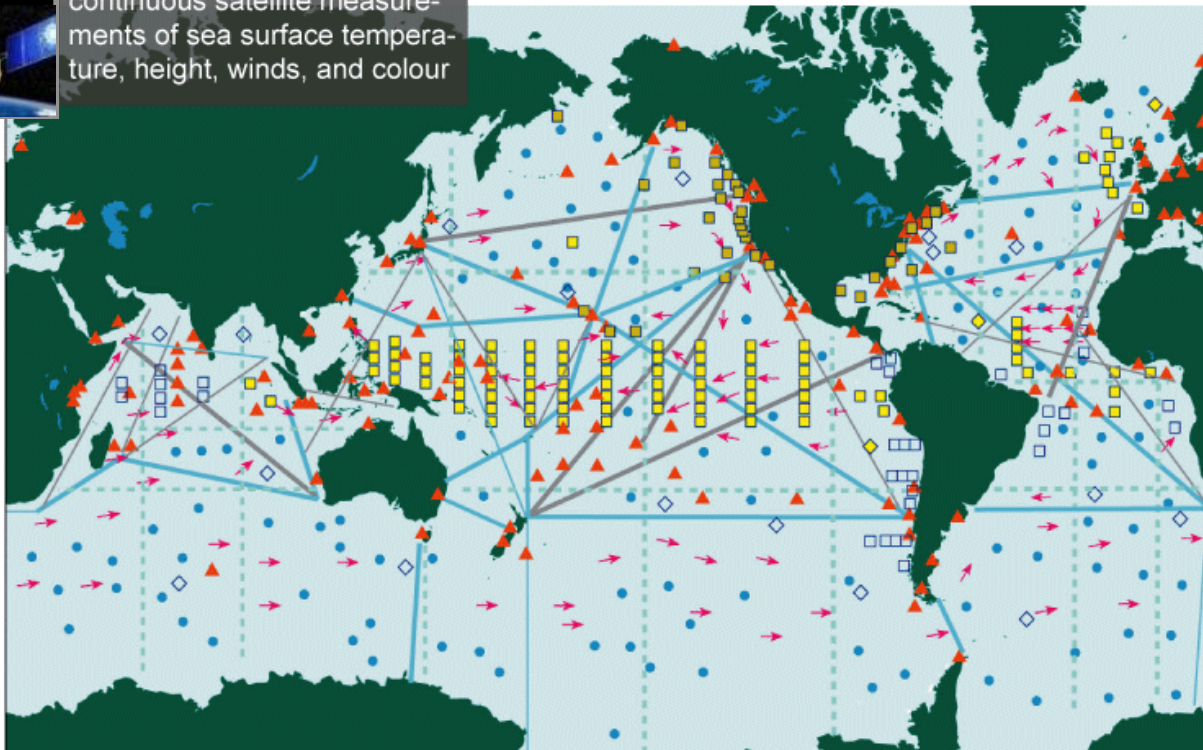 continuous satellite measure-
ments of sea surface tempera-
ture, height, winds, and colour